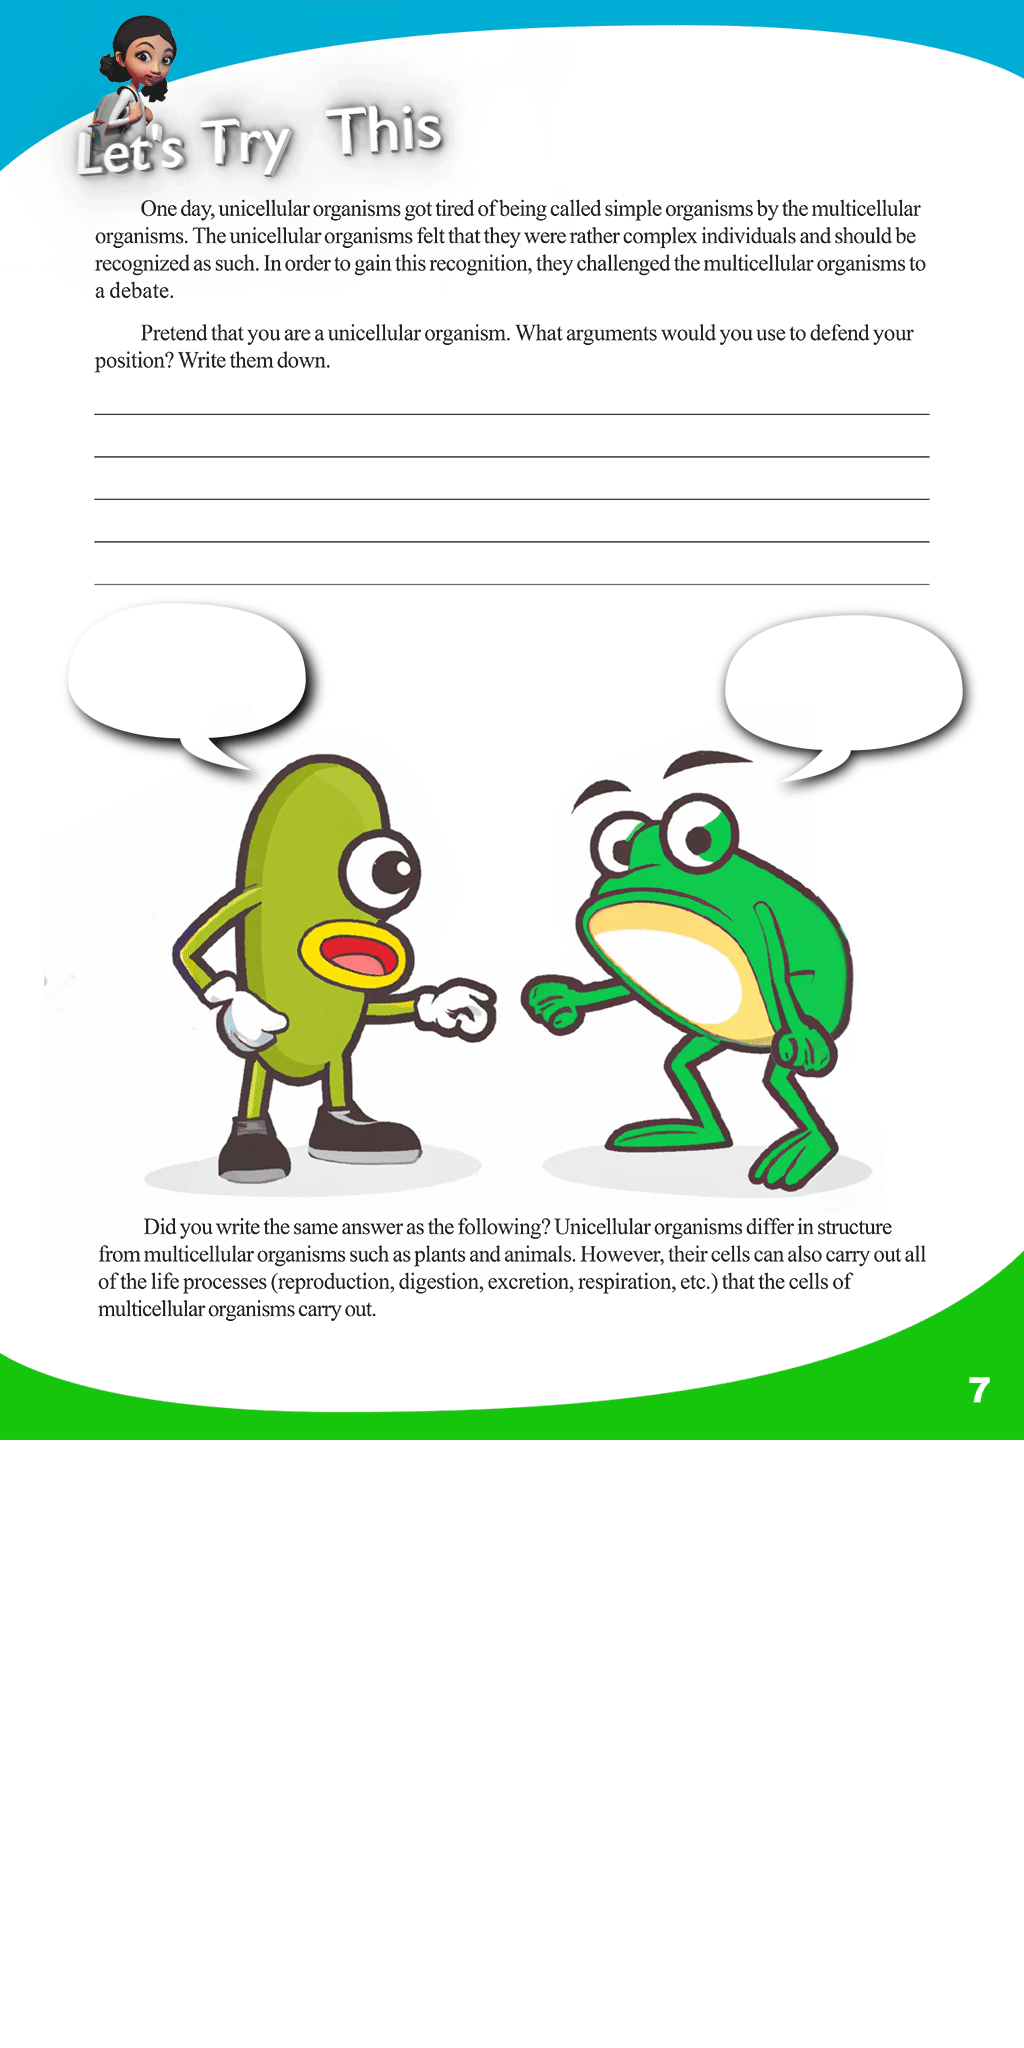 Let's Try This
One day, unicellular organisms got tired of being called simple organisms by the multicellular
organisms. The unicellular organisms felt that they were rather complex individuals and should be
recognized as such. In order to gain this recognition, they challenged the multicellular organisms to
a debate.
Pretend that you are a unicellular organism. What arguments would you use to defend your
position? Write them down.
Did you write the same answer as the following? Unicellular organisms differ in structure
from multicellular organisms such as plants and animals. However, their cells can also carry out all
of the life processes (reproduction, digestion, excretion, respiration, etc.) that the cells of
multicellular organisms carry out.
7